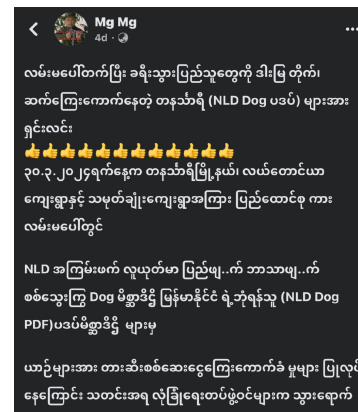 Mg Mg
4d ·
လမ်းမပေါ်တက်ပြီး ခရီးသွားပြည်သူတွေကို ဒါးမြ တိုက်၊
ဆက်ကြေးကောက်နေတဲ့ တနင်္သာရီ (NLD Dog ပဒပ်) များအား
ရှင်းလင်း
👍👍👍👍👍👍👍👍👍👍👍👍
၃၀.၃.၂၀၂၄ရက်နေ့က တနင်္သာရီမြို့နယ်၊ လယ်တောင်ယာ
ကျေးရွာနှင့် သမုတ်ချုံးကျေးရွာအကြား ပြည်ထောင်စု ကား
လမ်းမပေါ်တွင်
NLD အကြမ်းဖက် လူယုတ်မာ ပြည်ဖျ..က် ဘာသာဖျ..က်
စစ်သွေးကြွ Dog မိစ္ဆာဒိဋ္ဌိ မြန်မာနိုင်ငံ ရဲ့ဘုံရန်သူ (NLD Dog
PDF)ပဒပ်မိစ္ဆာဒိဋ္ဌိ များမှ
ယာဉ်များအား တားဆီးစစ်ဆေးငွေကြေးကောက်ခံ မှုများ ပြုလုပ်
နေကြောင်း သတင်းအရ လုံခြုံရေးတပ်ဖွဲ့ဝင်များက သွားရောက်